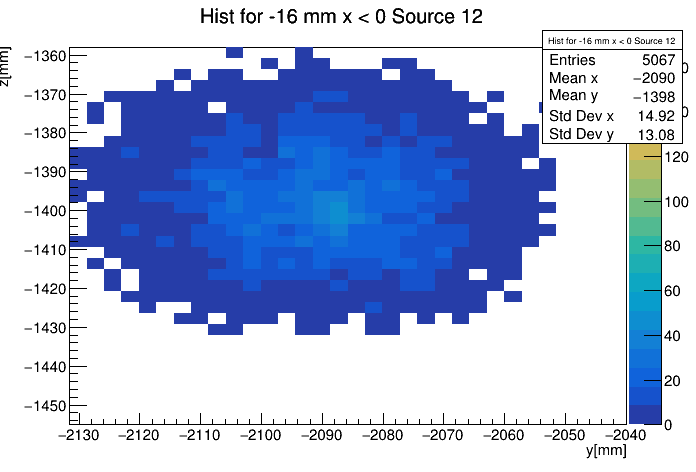 Hist for -16 mm x < 0 Source 12
z[mm]
Hist for -16 mm x < 0 Source 12
Entries 5067
Mean x −2090
Mean y −1398
Std Dev x 14.92
Std Dev y 13.08
−1360
−1370
−1380
−1390
−1400
−1410
−1420
−1430
−1440
−1450
120
100
80
60
40
20
0
−2130 −2120 −2110 −2100 −2090 −2080 −2070 −2060 −2050 −2040
y[mm]